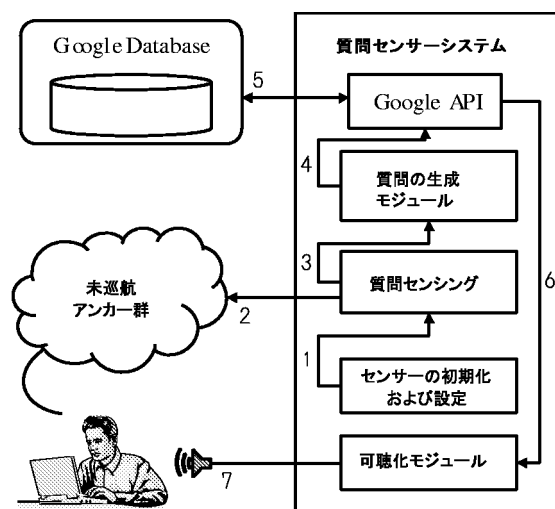 Google Database
質問センサーシステム
5
Google API
4
質問の生成
モジュール
3
6
未巡航
アンカー群
質問センシング
2
1
センサーの初期化
および設定
可聴化モジュール
7